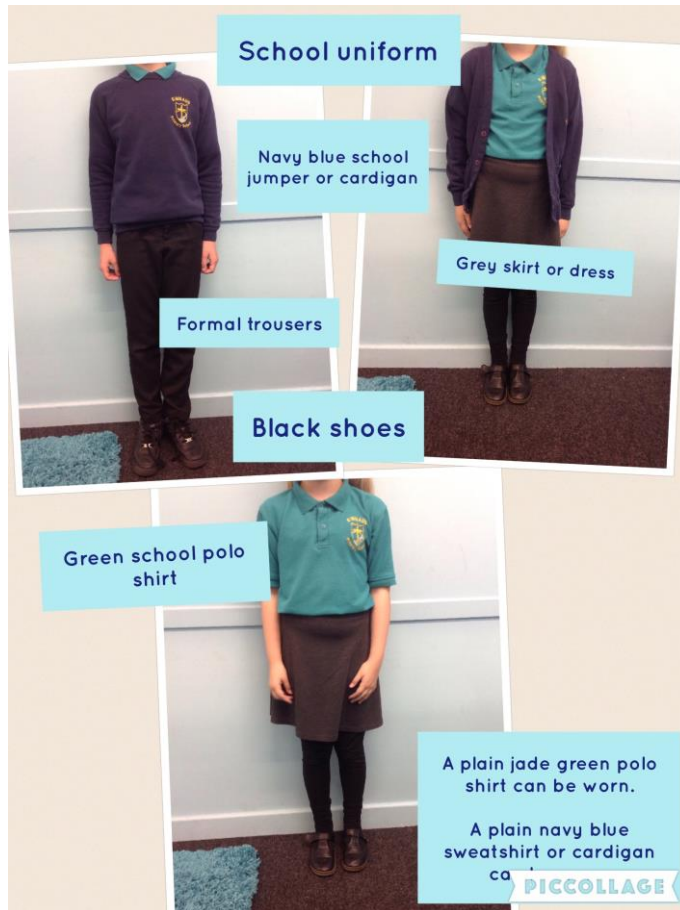 School uniform
Navy blue school
jumper or cardigan
Grey skirt or dress
Formal trousers
Black shoes
Green school polo
shirt
A plain jade green polo
shirt can be worn.
A plain navy blue
sweatshirt or cardigan
PICCOLLAGE